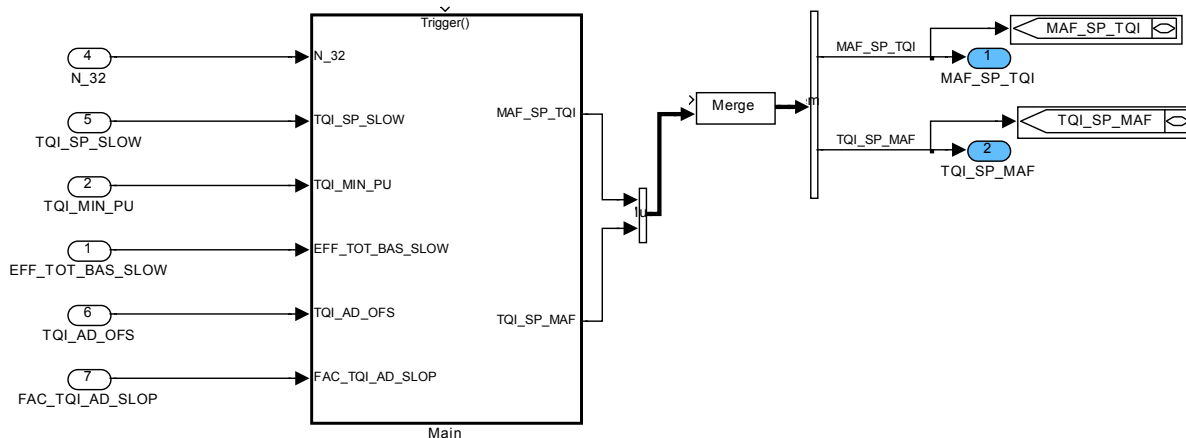 Trigger()
4
N_32
5
TQI_SP_SLOW
2
TQI_MIN_PU
1
EFF_TOT_BAS_SLOW
6
TQI_AD_OFS
7
FAC_TQI_AD_SLOP
N_32
TQI_SP_SLOW
TQI_MIN_PU
EFF_TOT_BAS_SLOW
TQI_AD_OFS
FAC_TQI_AD_SLOP
MAF_SP_TQI
TQI_SP_MAF
Main
Merge
MAF_SP_TQI
TQI_SP_MAF
MAF_SP_TQI
1
MAF_SP_TQI
TQI_SP_MAF
2
TQI_SP_MAF